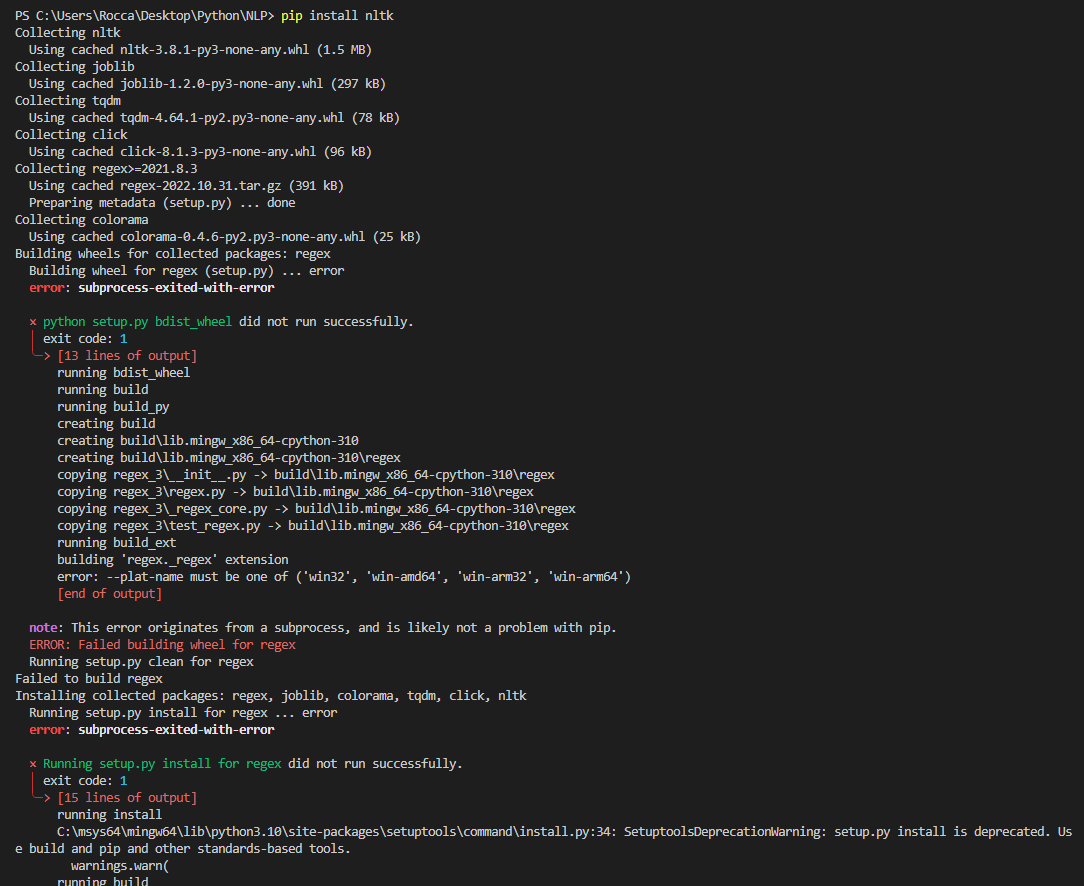 PS C:\Users\Rocca\Desktop\Python\NLP> pip install nltk
Collecting nltk
Using cached nltk-3.8.1-py3-none-any.whl (1.5 MB)
Collecting joblib
Using cached joblib-1.2.0-py3-none-any.whl (297 kB)
Collecting tqdm
Using cached tqdm-4.64.1-py2.py3-none-any.whl (78 kB)
Collecting click
Using cached click-8.1.3-py3-none-any.whl (96 kB)
Collecting regex>=2021.8.3
Using cached regex-2022.10.31.tar.gz (391 kB)
Preparing metadata (setup.py) ... done
Collecting colorama
Using cached colorama-0.4.6-py2.py3-none-any.whl (25 kB)
Building wheels for collected packages: regex
Building wheel for regex (setup.py) ... error
error: subprocess-exited-with-error
× python setup.py bdist_wheel did not run successfully.
exit code: 1
[13 lines of output]
running bdist_wheel
running build
running build_py
creating build
creating build\lib.mingw_x86_64-cpython-310
creating build\lib.mingw_x86_64-cpython-310\regex
copying regex_3\__init__.py -> build\lib.mingw_x86_64-cpython-310\regex
copying regex_3\regex.py -> build\lib.mingw_x86_64-cpython-310\regex
copying regex_3\_regex_core.py -> build\lib.mingw_x86_64-cpython-310\regex
copying regex_3\test_regex.py -> build\lib.mingw_x86_64-cpython-310\regex
running build_ext
building 'regex._regex' extension
error: --plat-name must be one of ('win32', 'win-amd64', 'win-arm32', 'win-arm64')
[end of output]
note: This error originates from a subprocess, and is likely not a problem with pip.
ERROR: Failed building wheel for regex
Running setup.py clean for regex
Failed to build regex
Installing collected packages: regex, joblib, colorama, tqdm, click, nltk
Running setup.py install for regex ... error
error: subprocess-exited-with-error
× Running setup.py install for regex did not run successfully.
exit code: 1
[15 lines of output]
running install
C:\msys64\mingw64\lib\python3.10\site-packages\setuptools\command\install.py:34: SetuptoolsDeprecationWarning: setup.py install is deprecated. Us
e build and pip and other standards-based tools.
warnings.warn(
running build